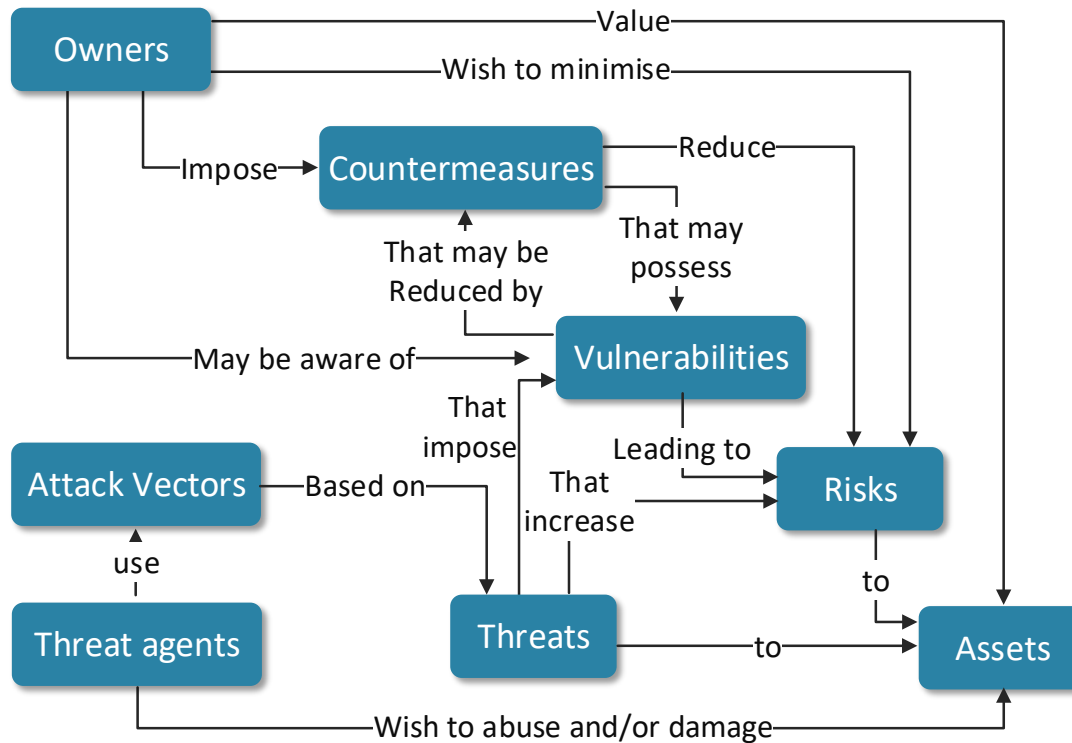 Value
Owners
Wish to minimise
Impose
Countermeasures
Reduce
That may be
Reduced by
That may
possess
May be aware of
Vulnerabilities
That
impose
Leading to
Attack Vectors
Based on
That
increase
Risks
use
to
Threat agents
Threats
to
Assets
Wish to abuse and/or damage